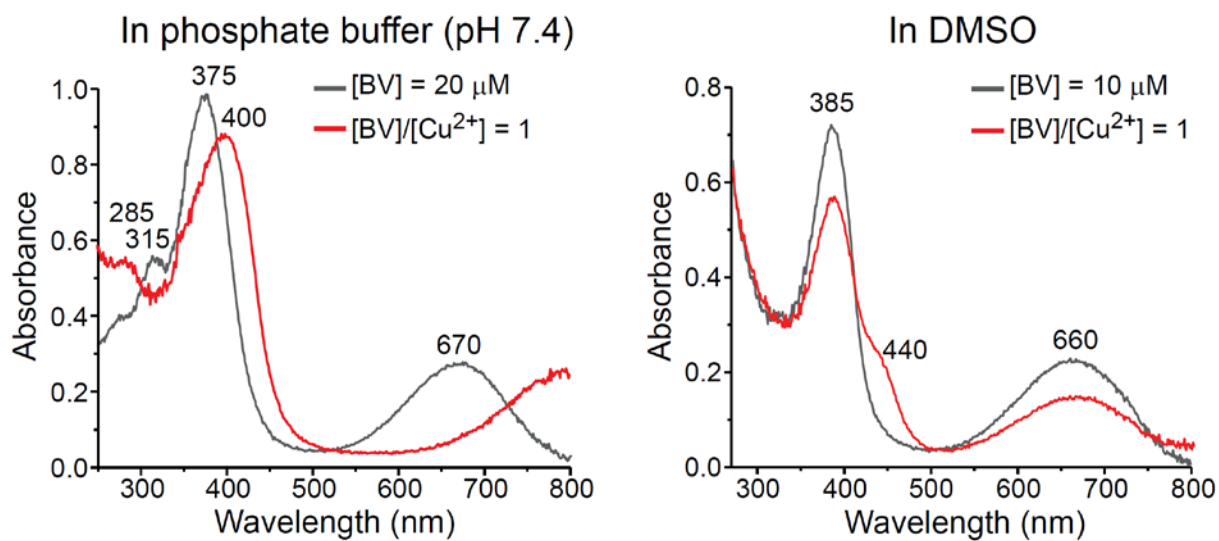 In phosphate buffer (pH 7.4)
375
400
285
315
670
[BV] = 20 μM
[BV]/[Cu²⁺] = 1
1.0
0.8
0.6
0.4
0.2
0.0
Absorbance
300 400 500 600 700 800
Wavelength (nm)
In DMSO
385
440
660
[BV] = 10 μM
[BV]/[Cu²⁺] = 1
0.8
0.6
0.4
0.2
0.0
Absorbance
300 400 500 600 700 800
Wavelength (nm)